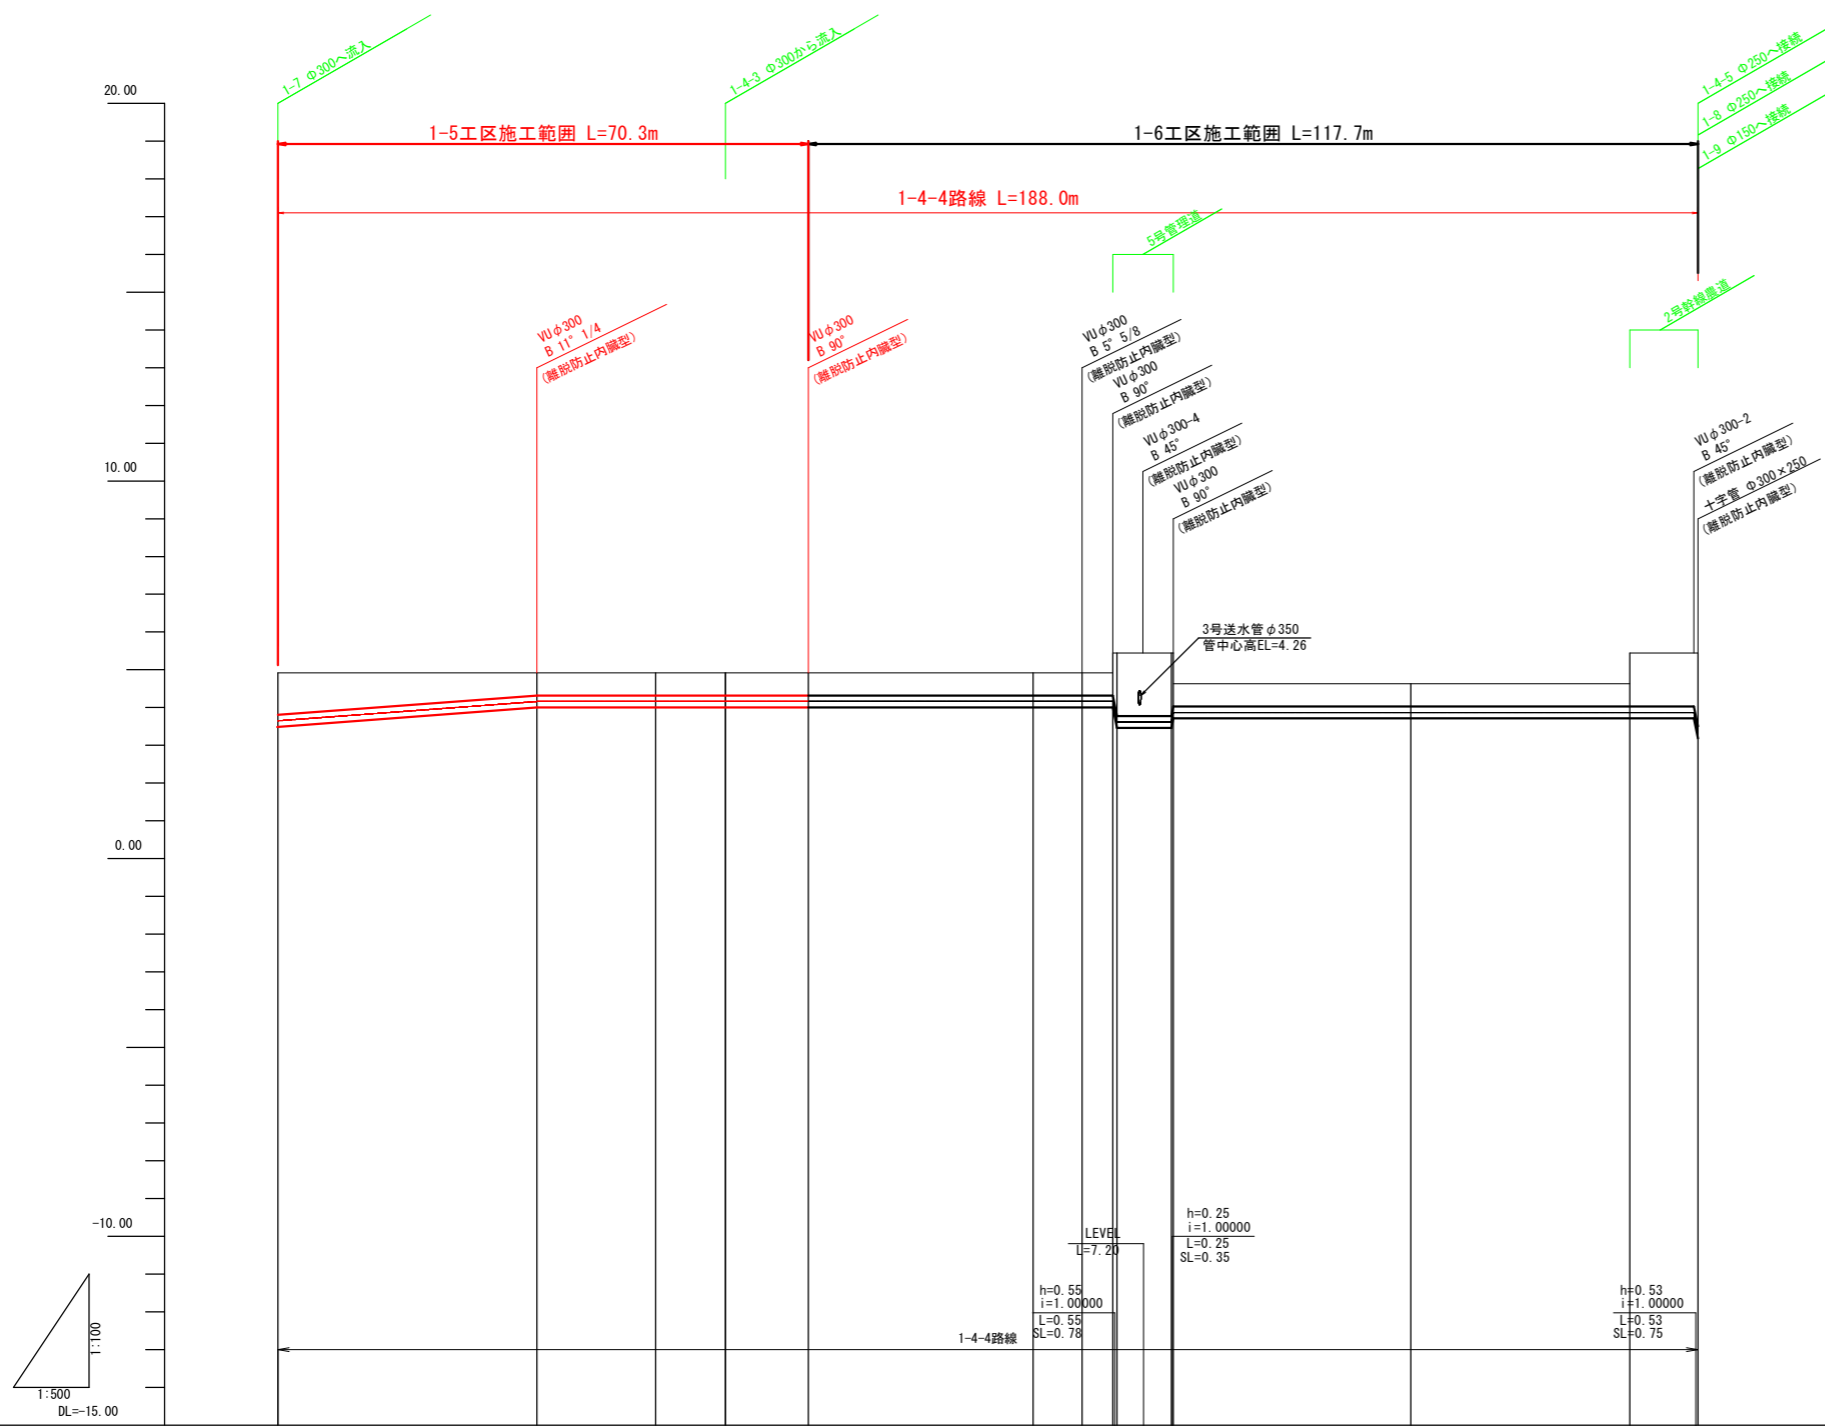 1-7 Φ300へ流入
1-4-3 Φ300から流入
1-4-5 Φ250へ接続
1-8 Φ250へ接続
1-9 Φ150へ接続
20.00
1-5工区施工範囲 L=70.3m
1-6工区施工範囲 L=117.7m
1-4-4路線 L=188.0m
5号管理道
2号幹線農道
VUφ300
B 11° 1/4
(離脱防止内臓型)
VUφ300
B 90°
(離脱防止内臓型)
VUφ300
B 5° 5/8
(離脱防止内臓型)
VUφ300
B 90°
(離脱防止内臓型)
VUφ300-4
B 45°
(離脱防止内臓型)
VUφ300
B 90°
(離脱防止内臓型)
VUφ300-2
B 45°
(離脱防止内臓型)
十字管 Φ300×250
(離脱防止内臓型)
10.00
3号送水管φ350
管中心高EL=4.26
0.00
-10.00
LEVEL
L=7.20
h=0.25
i=1.00000
L=0.25
SL=0.35
h=0.55
i=1.00000
L=0.55
SL=0.78
h=0.53
i=1.00000
L=0.53
SL=0.75
1-4-4路線
1:100
1:500
DL=-15.00